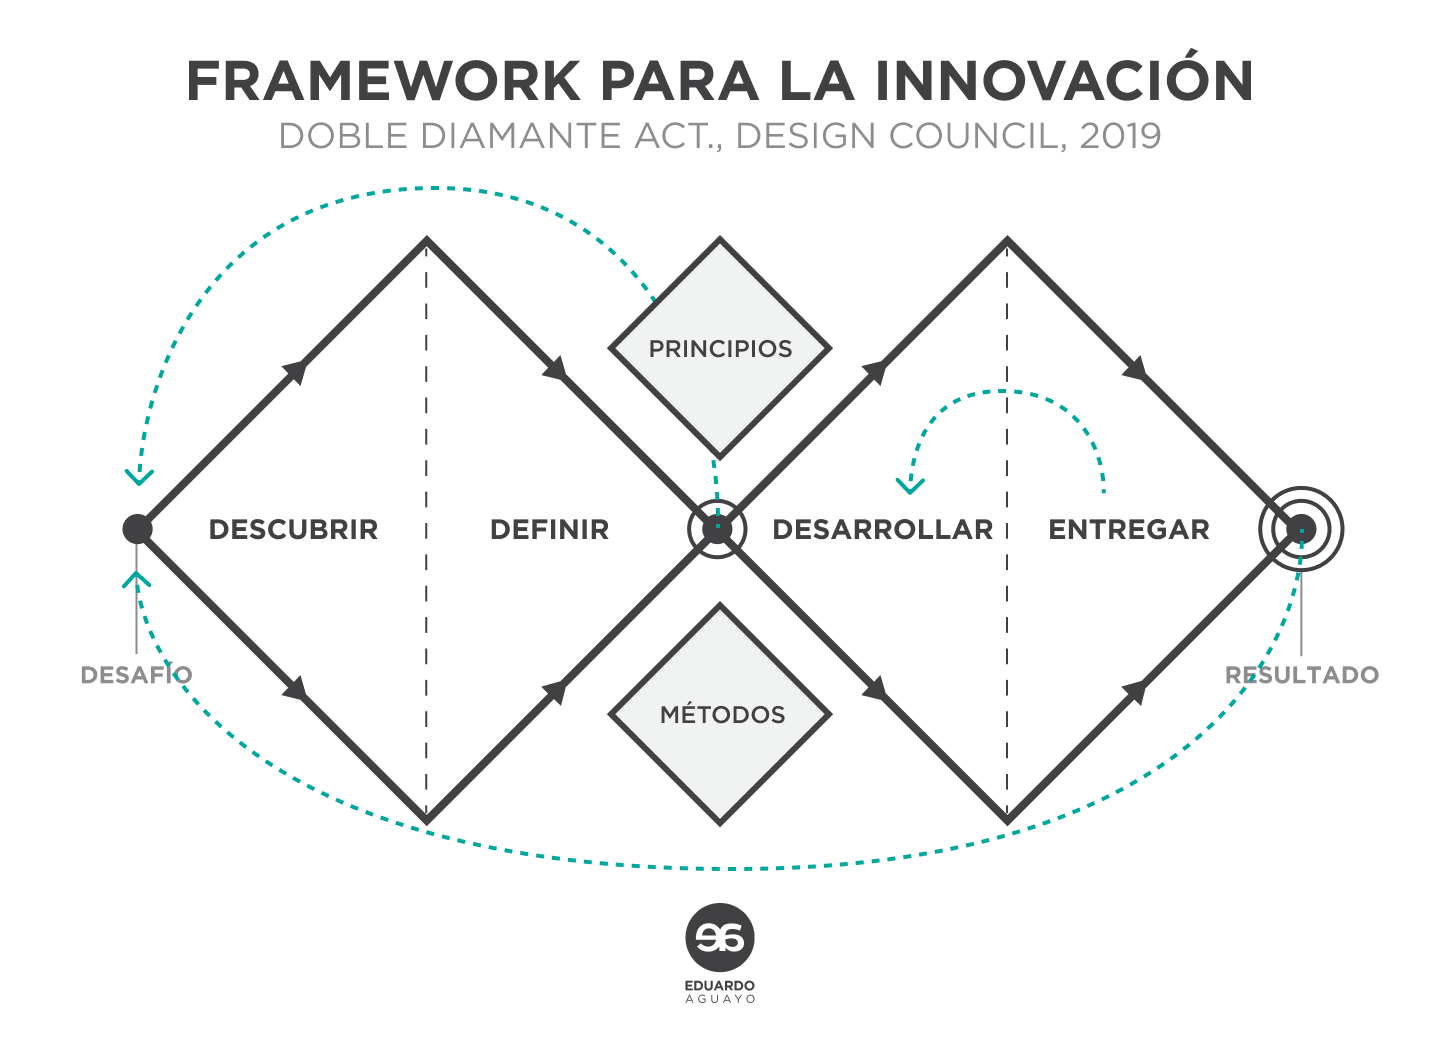 FRAMEWORK PARA LA INNOVACIÓN
DOBLE DIAMANTE ACT., DESIGN COUNCIL, 2019
PRINCIPIOS
DESCUBRIR
DEFINIR
DESARROLLAR
ENTREGAR
DESAFÍO
RESULTADO
MÉTODOS
EDUARDO
AGUAYO